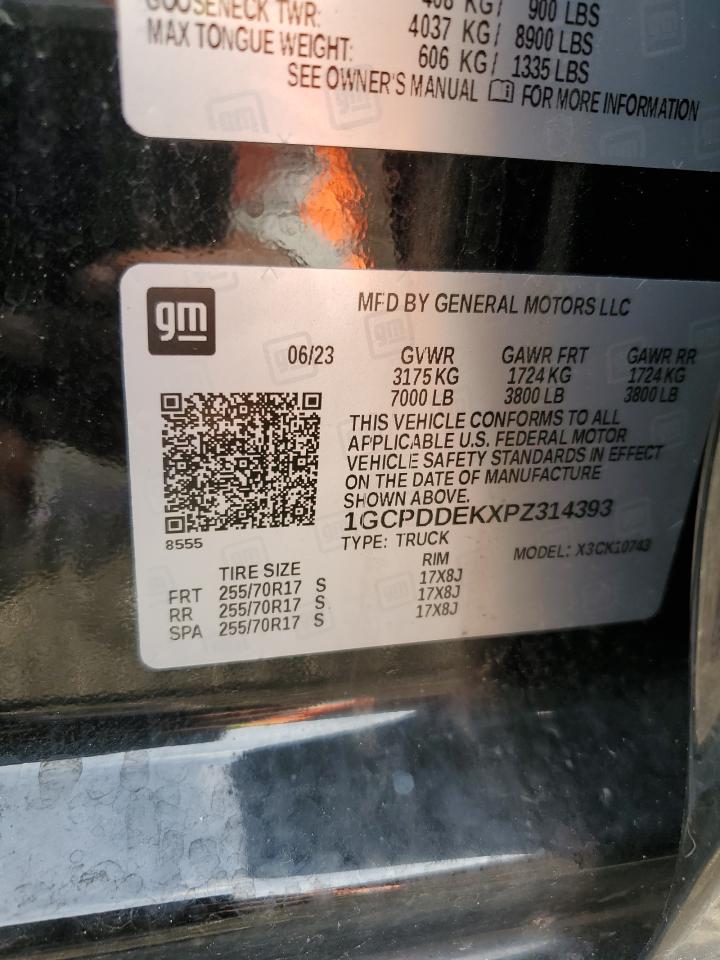 GOOSENECK TWR: 408 KG/ 900 LBS
4037 KG/ 8900 LBS
MAX TONGUE WEIGHT: 606 KG/ 1335 LBS
SEE OWNER'S MANUAL FOR MORE INFORMATION
gm
MFD BY GENERAL MOTORS LLC
06/23 GVWR GAWR FRT GAWR RR
3175 KG 1724 KG 1724 KG
7000 LB 3800 LB 3800 LB
THIS VEHICLE CONFORMS TO ALL
APPLICABLE U.S. FEDERAL MOTOR
VEHICLE SAFETY STANDARDS IN EFFECT
ON THE DATE OF MANUFACTURE
SHOWN ABOVE.
1GCPDDEKXPZ314393
8555
TYPE: TRUCK MODEL: X3CK10743
TIRE SIZE RIM
FRT 255/70R17 S 17X8J
RR 255/70R17 S 17X8J
SPA 255/70R17 S 17X8J